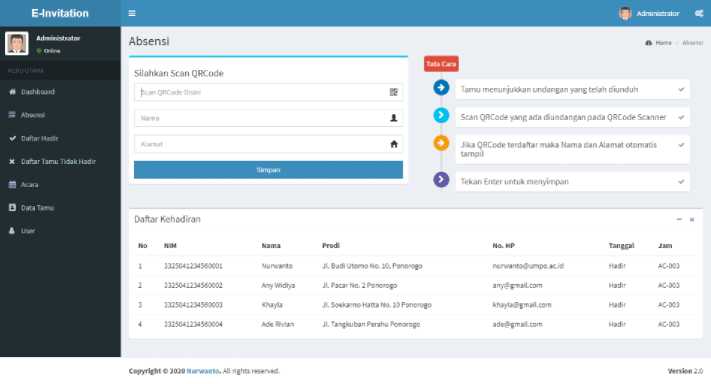 E-Invitation
Administrator
Administrator
Online
MENU UTAMA
Dashboard
Absensi
Daftar Hadir
Daftar Tamu Tidak Hadir
Acara
Data Tamu
User
Absensi
Home > Absensi
Silahkan Scan QRCode
Scan QRCode Disini
Nama
Alamat
Simpan
Tata Cara
Tamu menunjukkan undangan yang telah diunduh
Scan QRCode yang ada diundangan pada QRCode Scanner
Jika QRCode terdaftar maka Nama dan Alamat otomatis
tampil
Tekan Enter untuk menyimpan
Daftar Kehadiran
No NIM Nama Prodi No. HP Tanggal Jam
1 3325041234560001 Nurwanto Jl. Budi Utomo No. 10, Ponorogo nurwanto@umpo.ac.id Hadir AC-003
2 3325041234560002 Any Widiya Jl. Pacar No. 2 Ponorogo any@gmail.com Hadir AC-003
3 3325041234560003 Khayla Jl. Soekarno Hatta No. 10 Ponorogo khayla@gmail.com Hadir AC-003
4 3325041234560004 Ade Rivian Jl. Tangkuban Perahu Ponorogo ade@gmail.com Hadir AC-003
Copyright © 2020 Nurwanto. All rights reserved.
Version 2.0